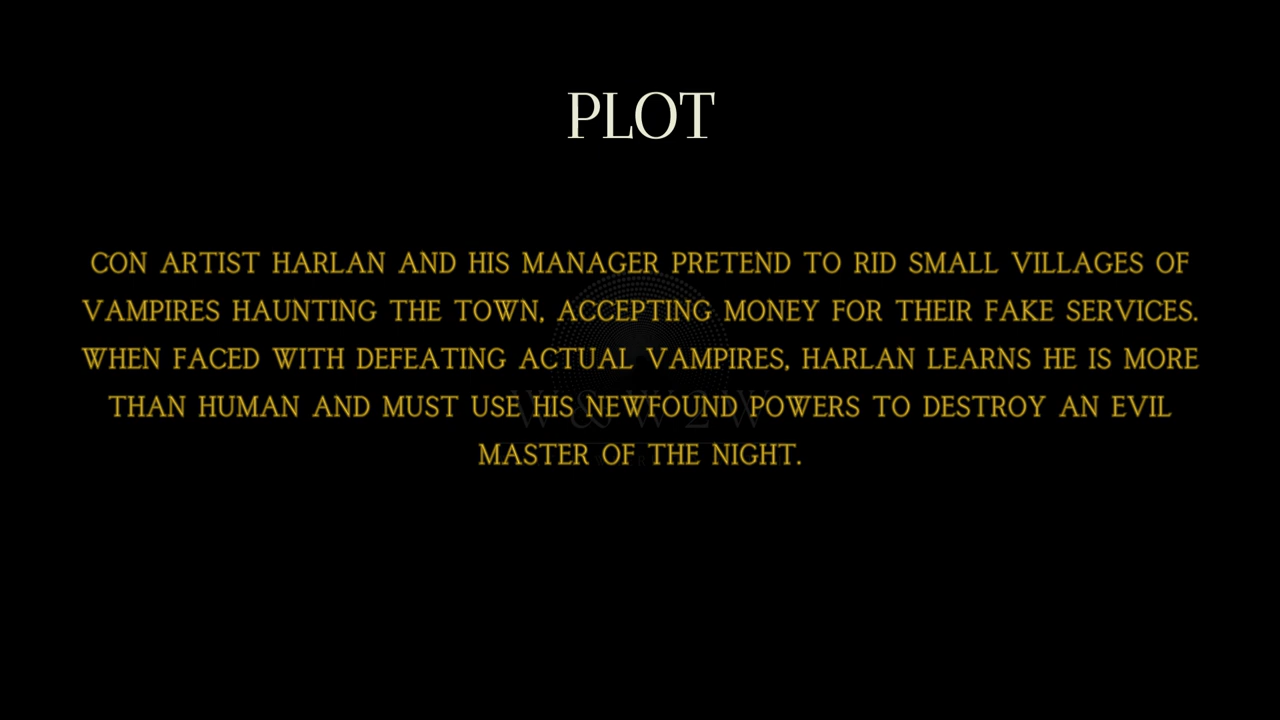 PLOT
CON ARTIST HARLAN AND HIS MANAGER PRETEND TO RID SMALL VILLAGES OF
VAMPIRES HAUNTING THE TOWN, ACCEPTING MONEY FOR THEIR FAKE SERVICES.
WHEN FACED WITH DEFEATING ACTUAL VAMPIRES, HARLAN LEARNS HE IS MORE
THAN HUMAN AND MUST USE HIS NEWFOUND POWERS TO DESTROY AN EVIL
MASTER OF THE NIGHT.
W & W 2 W